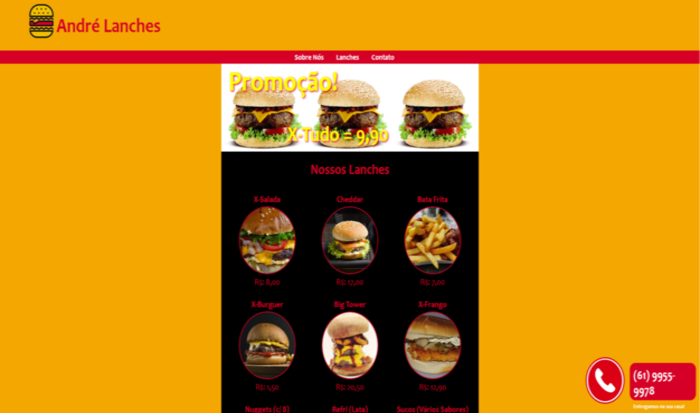 André Lanches
Sobre Nós Lanches Contato
Promoção!
X-Tudo = 9,90
Nossos Lanches
X-Salada Cheddar Bata Frita
R$: 8,00 R$: 17,00 R$: 7,00
X-Burguer Big Tower X-Frango
R$: 1,50 R$: 20,50 R$: 12,90
Nuggets (c/ 8) Refri (Lata) Sucos (Vários Sabores)
(61) 9955-
9978
Entregamos na sua casa!